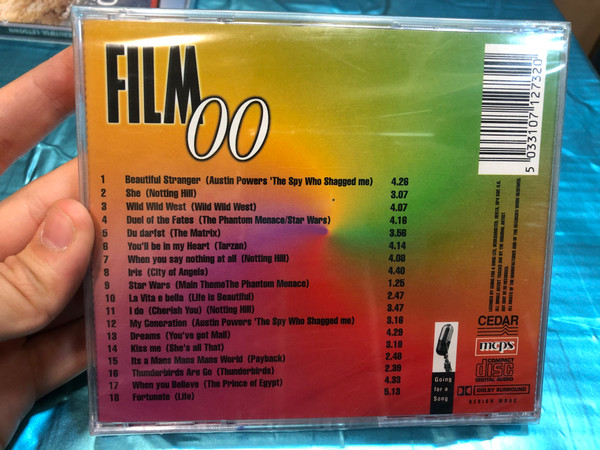 FILM
00
1 Beautiful Stranger (Austin Powers 'The Spy Who Shagged me) 4.26
2 She (Notting Hill) 3.07
3 Wild Wild West (Wild Wild West) 4.07
4 Duel of the Fates (The Phantom Menace/Star Wars) 4.16
5 Du darfst (The Matrix) 3.56
6 You'll be in my Heart (Tarzan) 4.14
7 When you say nothing at all (Notting Hill) 4.08
8 Iris (City of Angels) 4.40
9 Star Wars (Main ThemeThe Phantom Menace) 1.25
10 La Vita e bella (Life is Beautiful) 2.47
11 I do (Cherish You) (Notting Hill) 3.47
12 My Generation (Austin Powers 'The Spy Who Shagged me) 3.18
13 Dreams (You've got Mail) 4.29
14 Kiss me (She's all That) 3.18
15 Its a Mans Mans Mans World (Payback) 2.48
16 Thunderbirds Are Go (Thunderbirds) 2.39
17 When you Believe (The Prince of Egypt) 4.33
18 Fortunate (Life) 5.13
5 033107 127320
CEDAR
mcps
COMPACT
disc
DIGITAL AUDIO
DOLBY SURROUND
Going
for a
Song